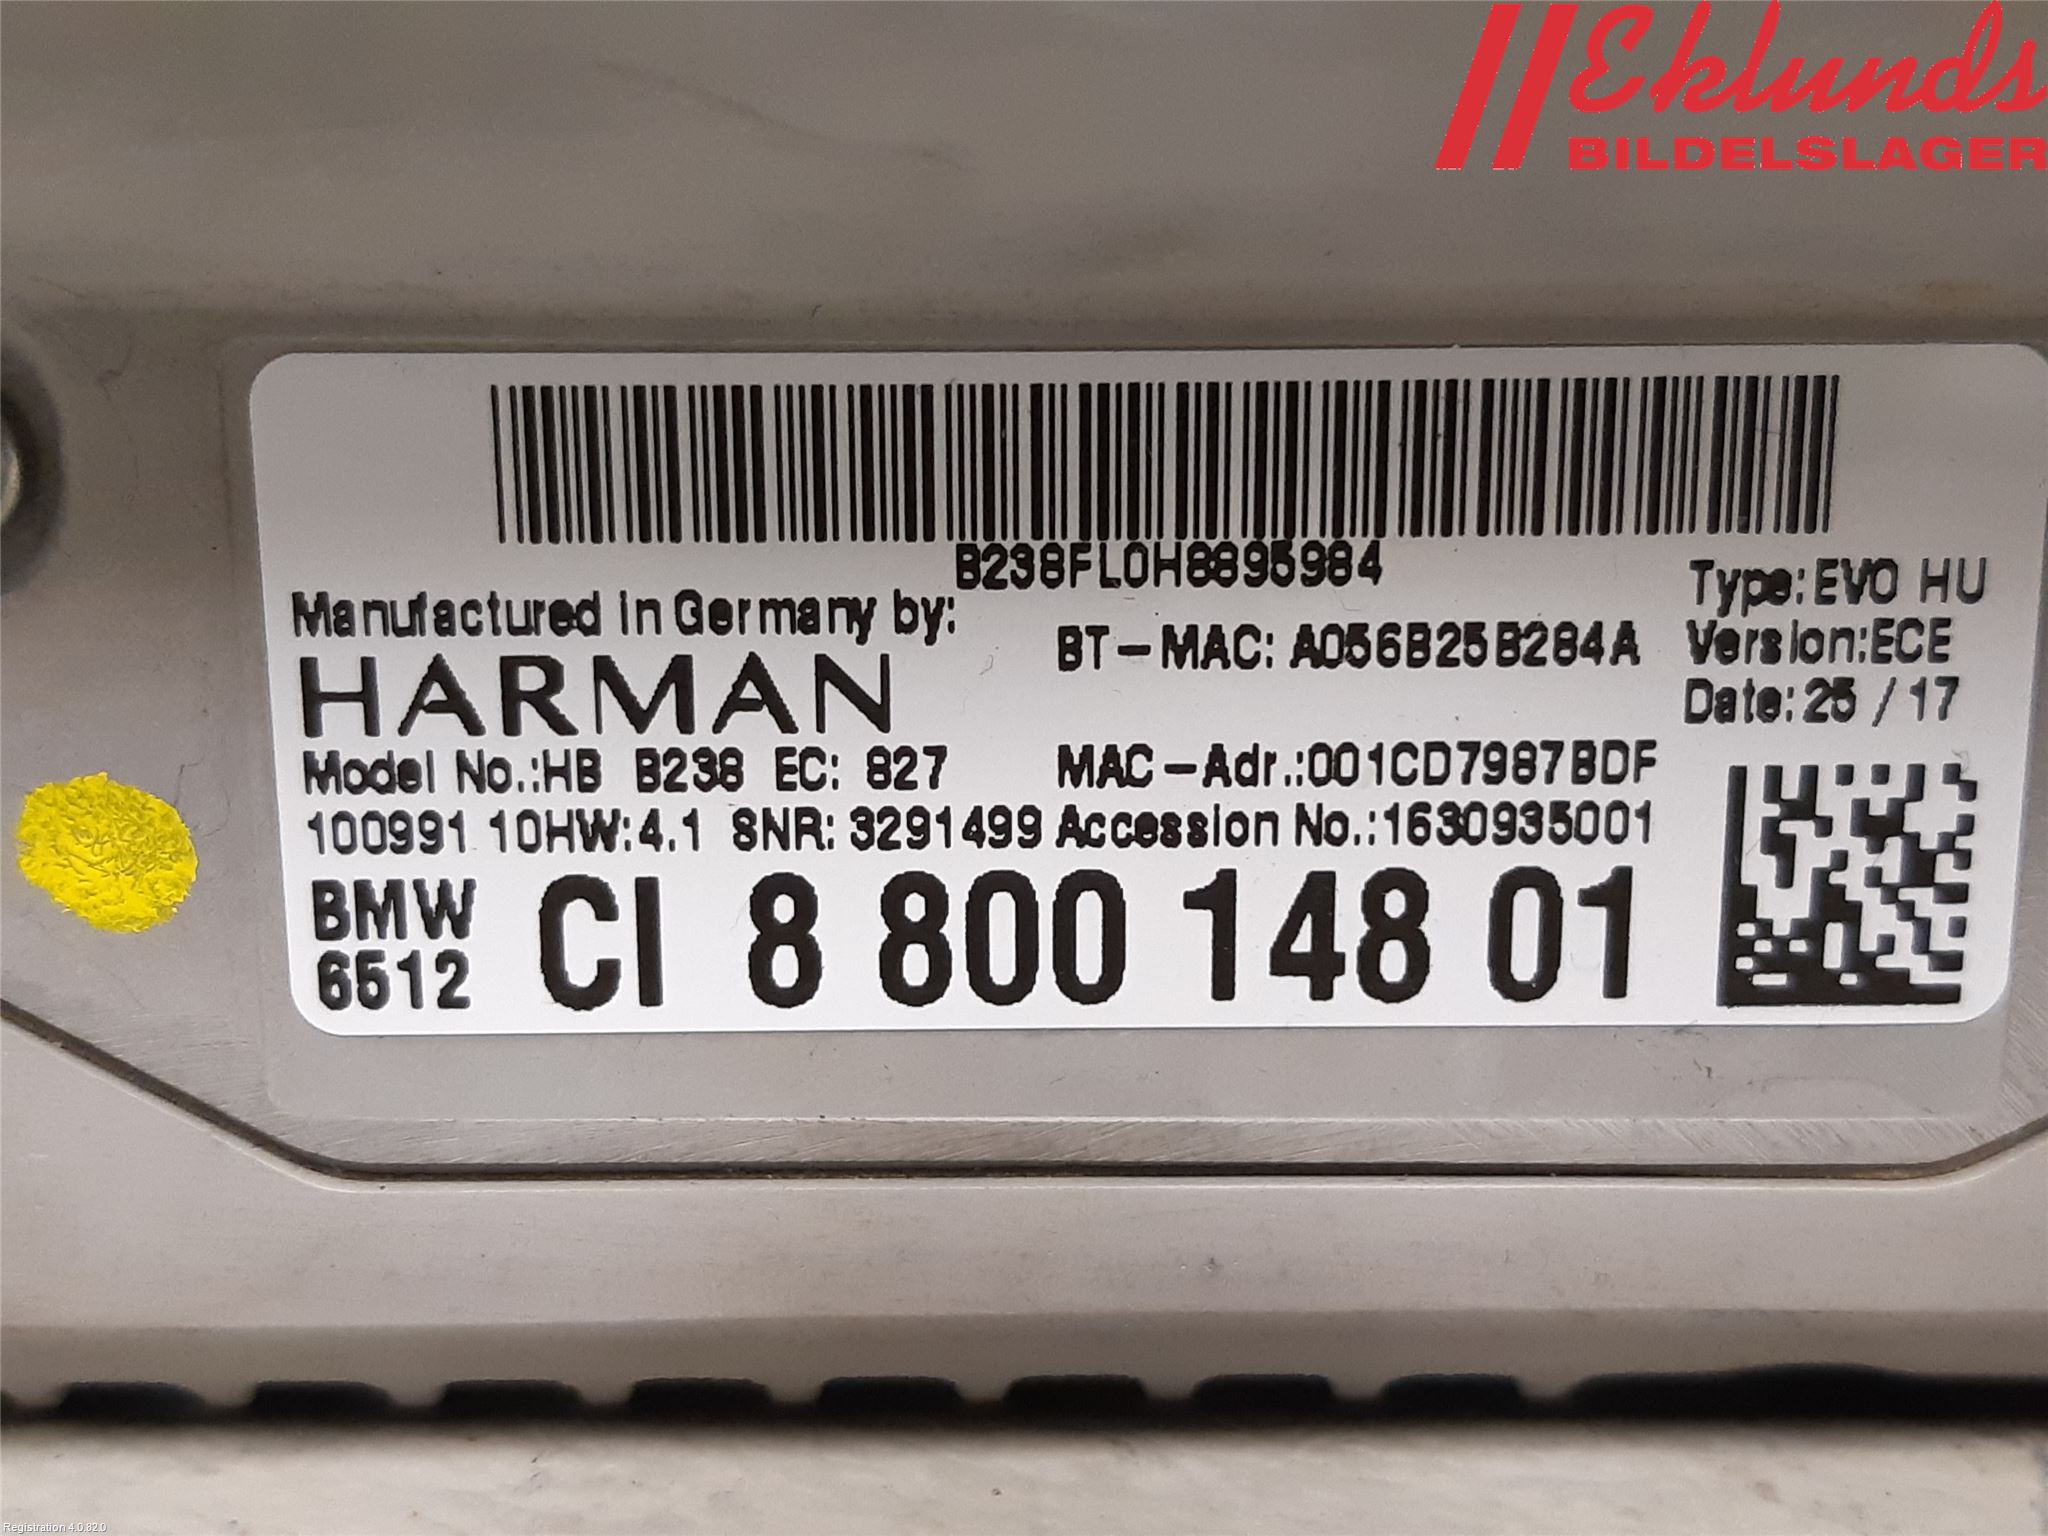 Eklunds
BILDELSLAGER
B238FL0H8895984
Manufactured in Germany by:
HARMAN
BT-MAC: A056B25B284A
Type:EVO HU
Version:ECE
Date:25 / 17
Model No.:HB B238 EC: 827
MAC-Adr.:001CD7987BDF
100991 10HW:4.1 SNR: 3291499 Accession No.:1630935001
BMW
6512
CI 8 800 148 01
Registration 4.0.82.0